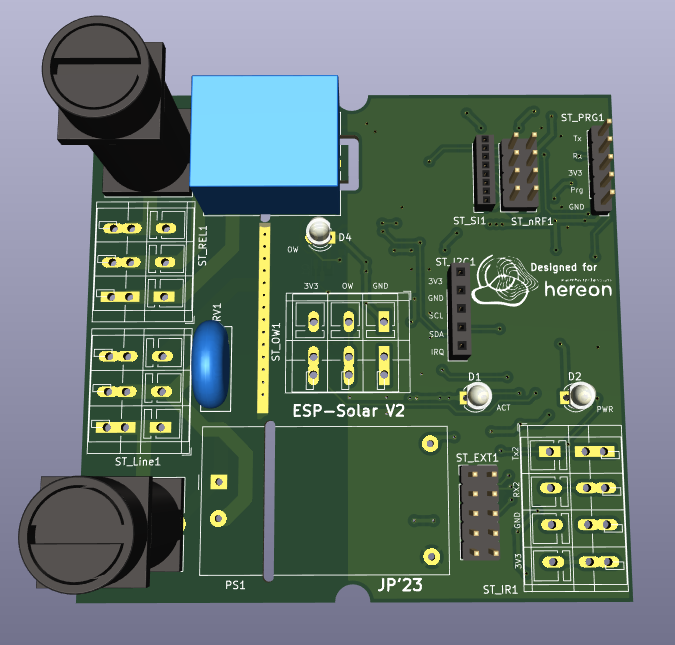 ST_PRG1
Tx
Rx
3V3
Prg
GND
ST_SI1
ST_nRF1
ST_REL1
D4
OW
ST_I2C1
3V3
GND
SCL
SDA
IRQ
Designed for
hereon
RV1
ST_OW1
3V3
OW
GND
D1
ACT
D2
PWR
ESP-Solar V2
ST_Line1
ST_EXT1
Tx2
RX2
GND
3V3
ST_IR1
PS1
JP'23